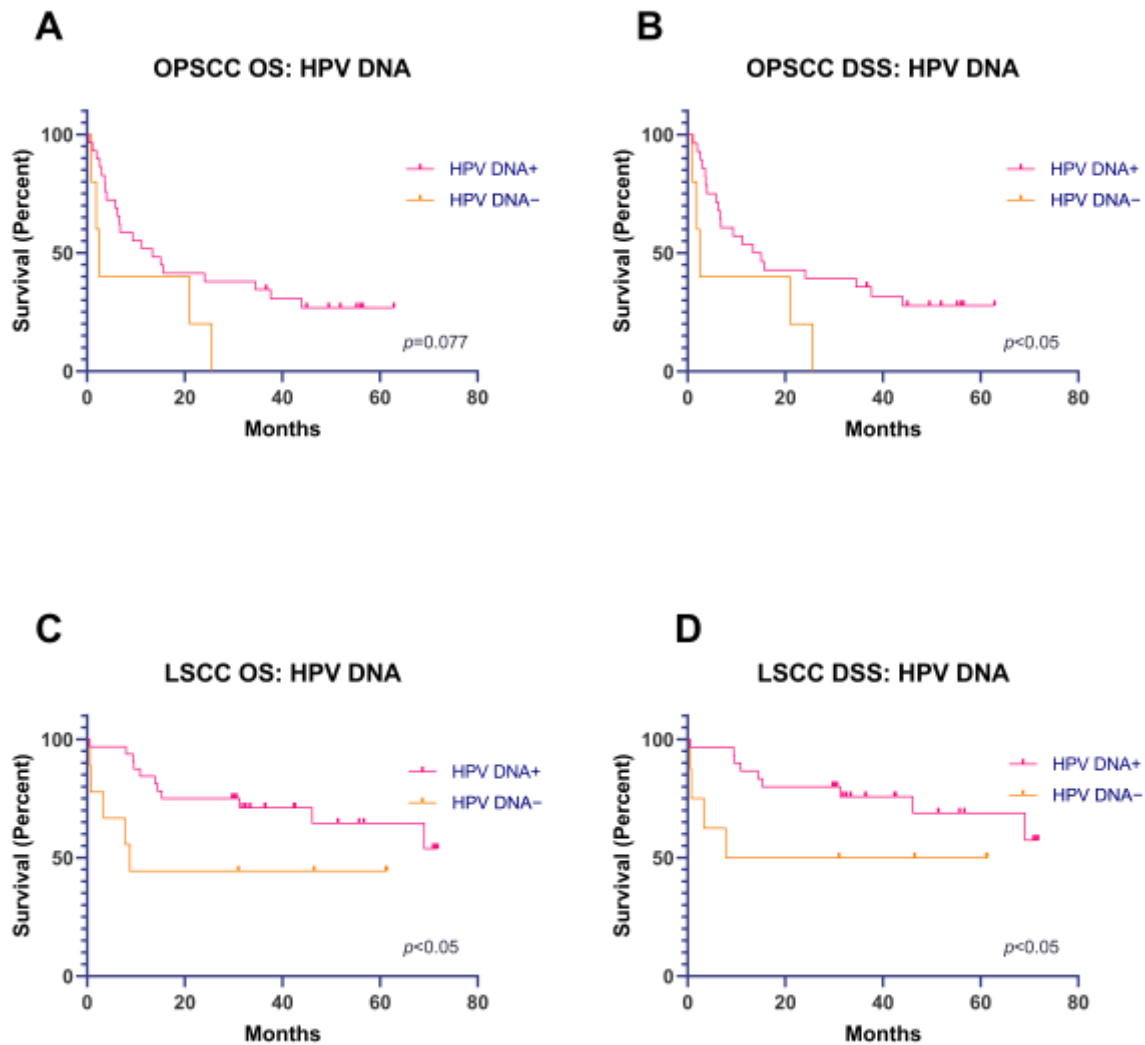 A
OPSCC OS: HPV DNA
Survival (Percent)
100
50
0
HPV DNA+
HPV DNA−
p=0.077
0 20 40 60 80
Months
B
OPSCC DSS: HPV DNA
Survival (Percent)
100
50
0
HPV DNA+
HPV DNA−
p<0.05
0 20 40 60 80
Months
C
LSCC OS: HPV DNA
Survival (Percent)
100
50
0
HPV DNA+
HPV DNA−
p<0.05
0 20 40 60 80
Months
D
LSCC DSS: HPV DNA
Survival (Percent)
100
50
0
HPV DNA+
HPV DNA−
p<0.05
0 20 40 60 80
Months